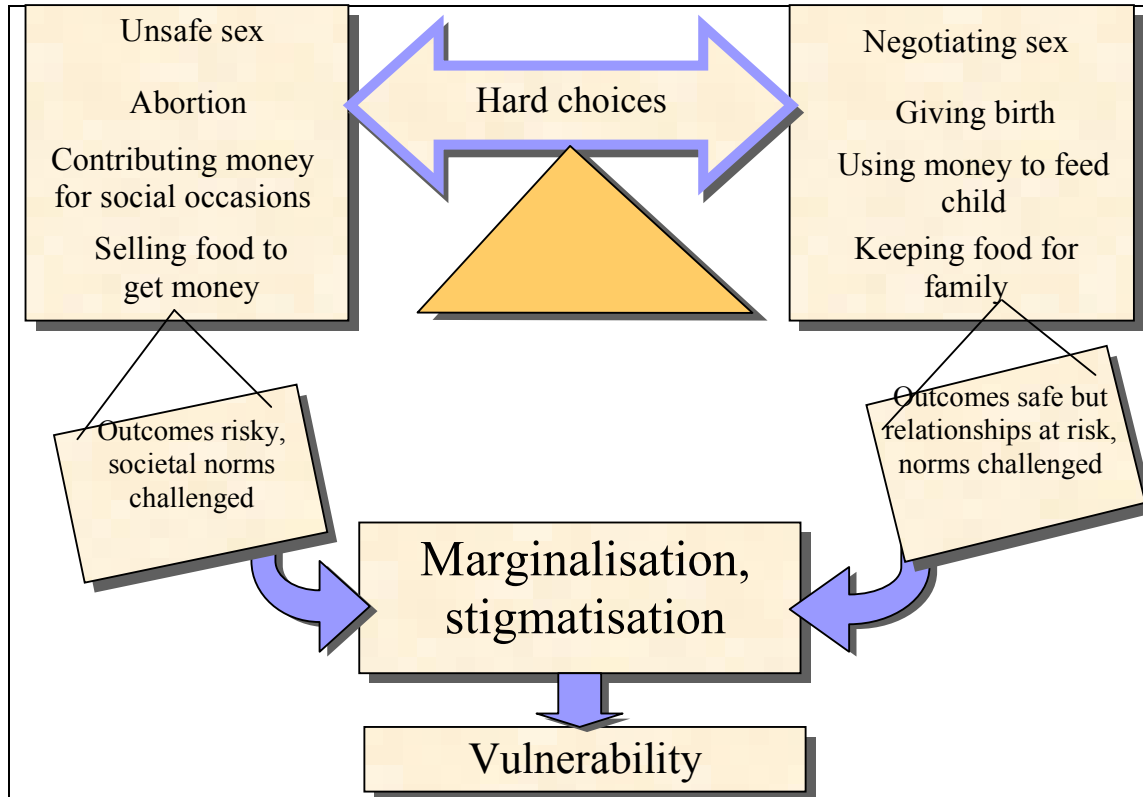 Unsafe sex
Abortion
Contributing money
for social occasions
Selling food to
get money
Hard choices
Negotiating sex
Giving birth
Using money to feed
child
Keeping food for
family
Outcomes risky,
societal norms
challenged
Outcomes safe but
relationships at risk,
norms challenged
Marginalisation,
stigmatisation
Vulnerability